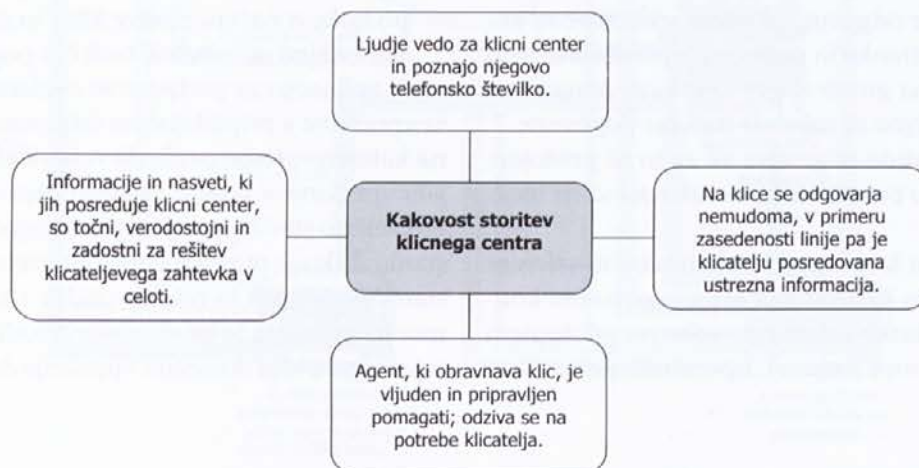 Ljudje vedo za klicni center
in poznajo njegovo
telefonsko številko.
Informacije in nasveti, ki
jih posreduje klicni center,
so točni, verodostojni in
zadostni za rešitev
klicateljevega zahtevka v
celoti.
Kakovost storitev
klicnega centra
Na klice se odgovarja
nemudoma, v primeru
zasedenosti linije pa je
klicatelju posredovana
ustrezna informacija.
Agent, ki obravnava klic, je
vljuden in pripravljen
pomagati; odziva se na
potrebe klicatelja.